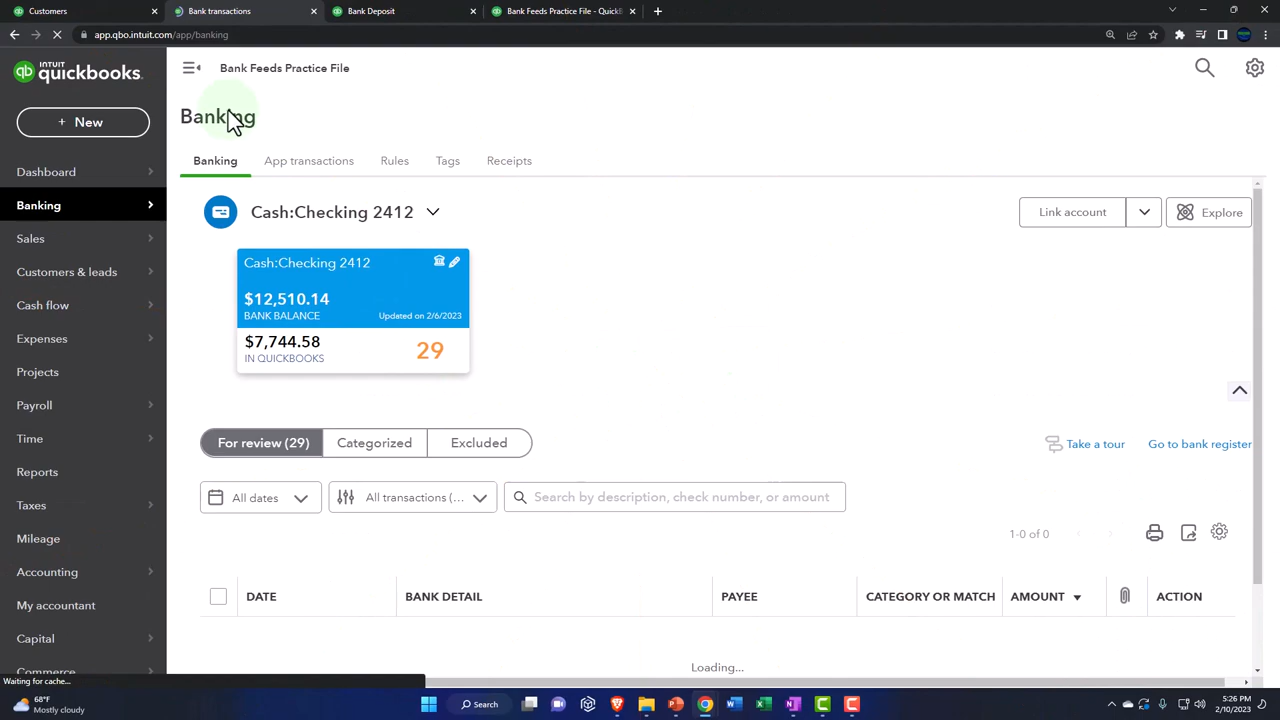 Customers
Bank transactions
Bank Feeds
Bank Feeds Practice File - QuickB
app.qbo.intuit.com/app/banking
INTUIT
quickbooks.
Bank Feeds Practice File
+ New
Banking
Dashboard
Banking
Sales
Customers & leads
Cash flow
Expenses
Projects
Payroll
Time
Reports
Taxes
Mileage
Accounting
My accountant
Capital
Commerce
Banking
App transactions
Rules
Tags
Receipts
Cash:Checking 2412
Link account
Explore
Cash:Checking 2412
$12,510.14
BANK BALANCE
Updated on 2/6/2023
$7,744.58
IN QUICKBOOKS
29
For review (29)
Categorized
Excluded
Take a tour
Go to bank register
All dates
All transactions (...
Search by description, check number, or amount
1-0 of 0
DATE
BANK DETAIL
PAYEE
CATEGORY OR MATCH
AMOUNT
ACTION
Loading...
Waiting for cache...
68°F
Mostly cloudy
Search
5:26 PM
2/10/2023